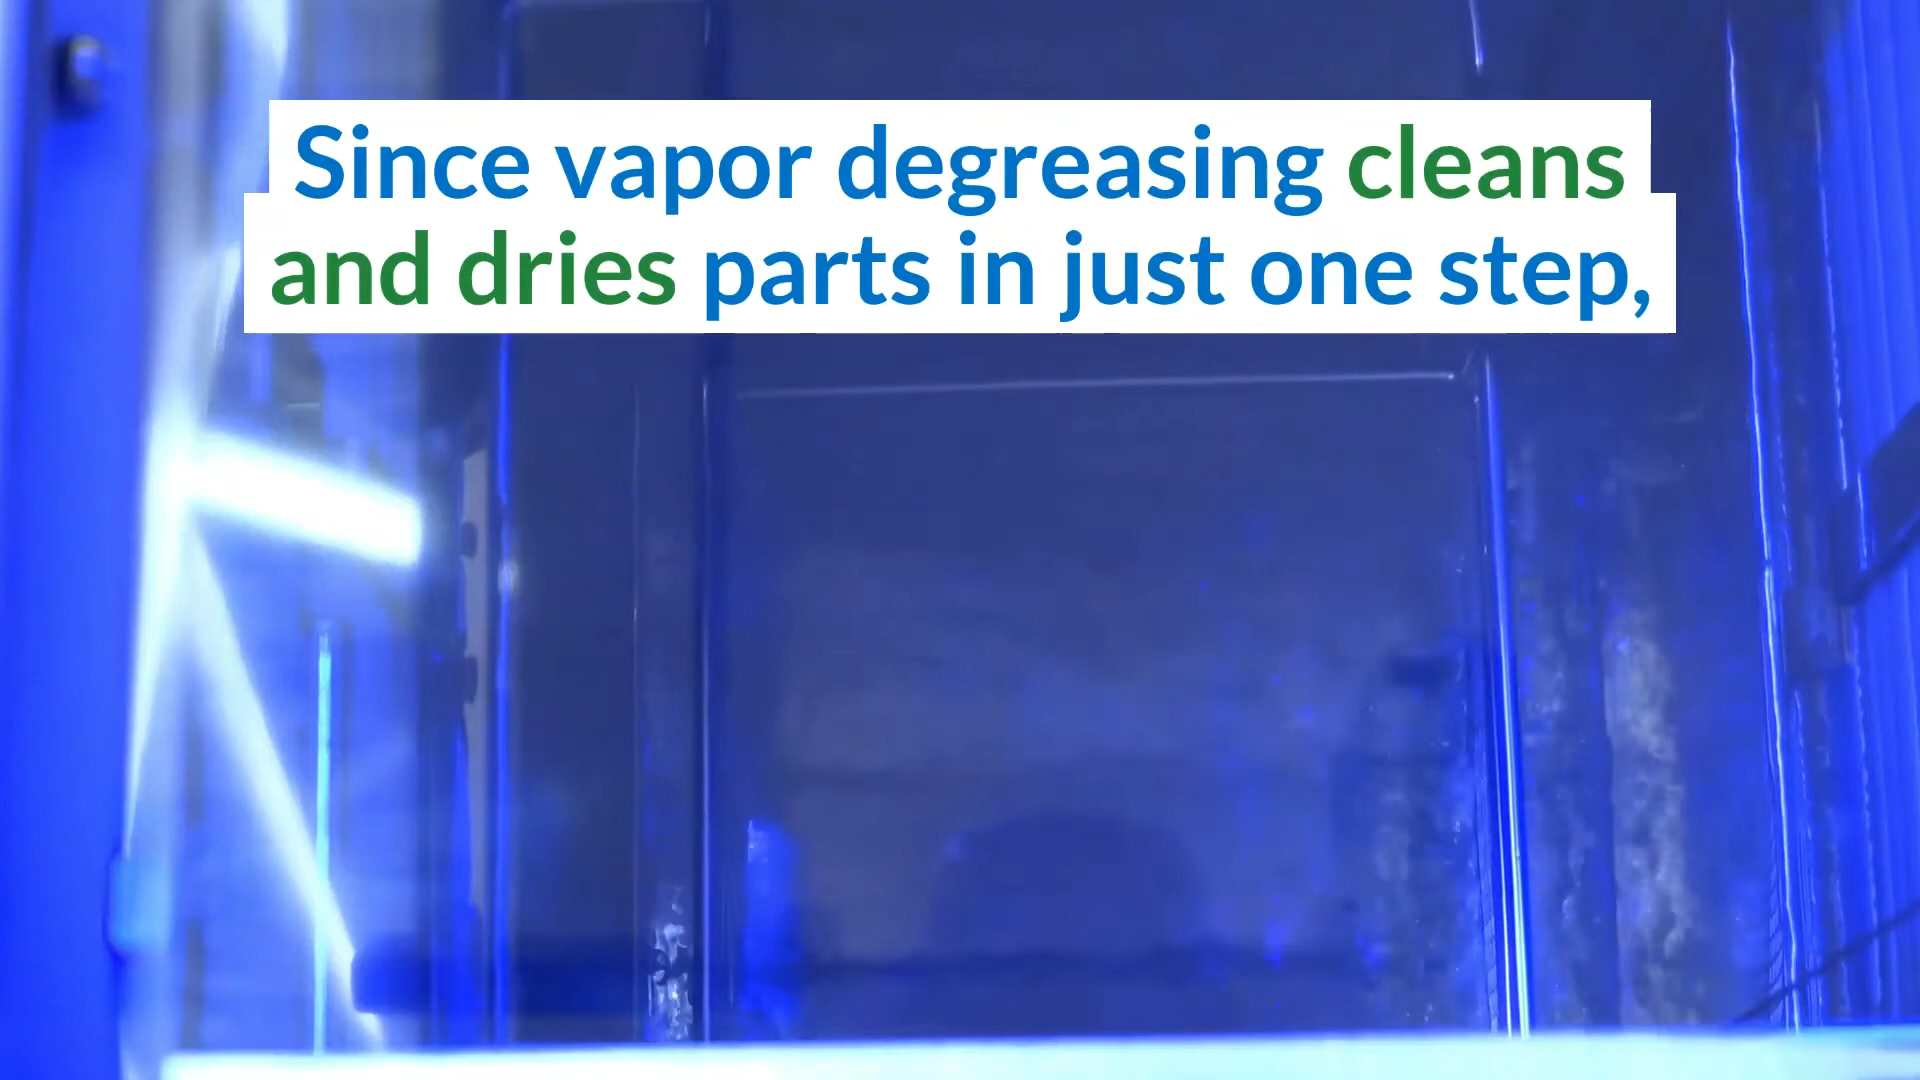 Since vapor degreasing cleans
and dries parts in just one step,